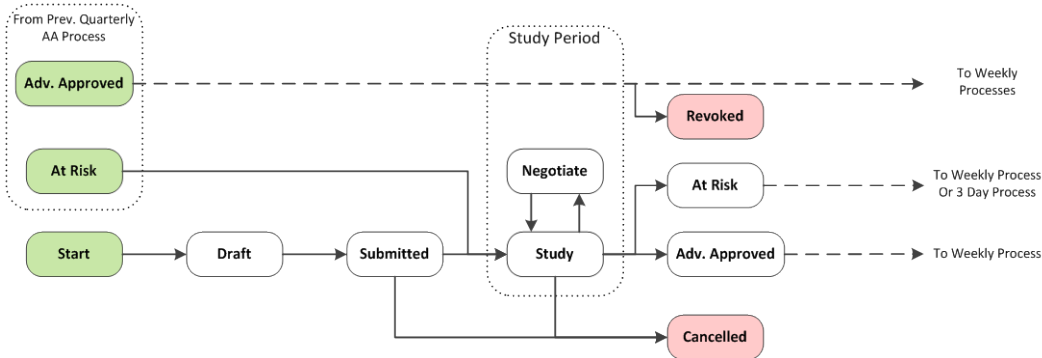 From Prev. Quarterly
AA Process
Study Period
Adv. Approved
To Weekly
Processes
Revoked
At Risk
Negotiate
At Risk
To Weekly Process
Or 3 Day Process
Start
Draft
Submitted
Study
Adv. Approved
To Weekly Process
Cancelled